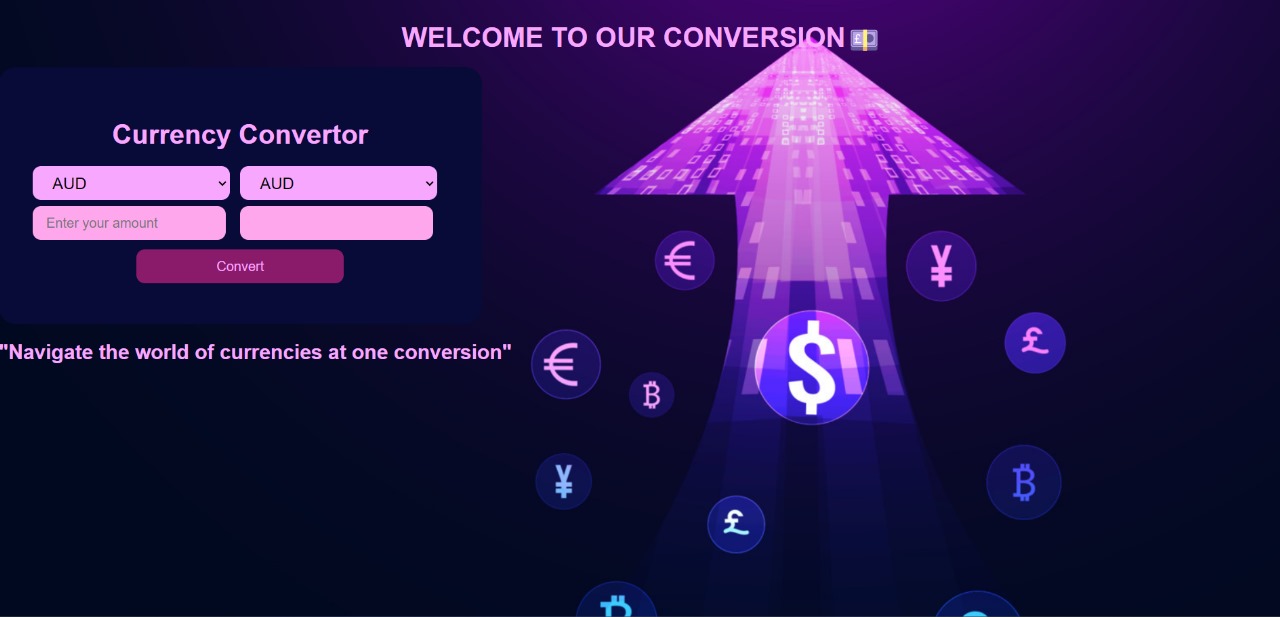 WELCOME TO OUR CONVERSION 💷
Currency Convertor
AUD AUD
Enter your amount
Convert
"Navigate the world of currencies at one conversion"
€ ¥
$ £
€ ₿
¥ ₿
£
₿